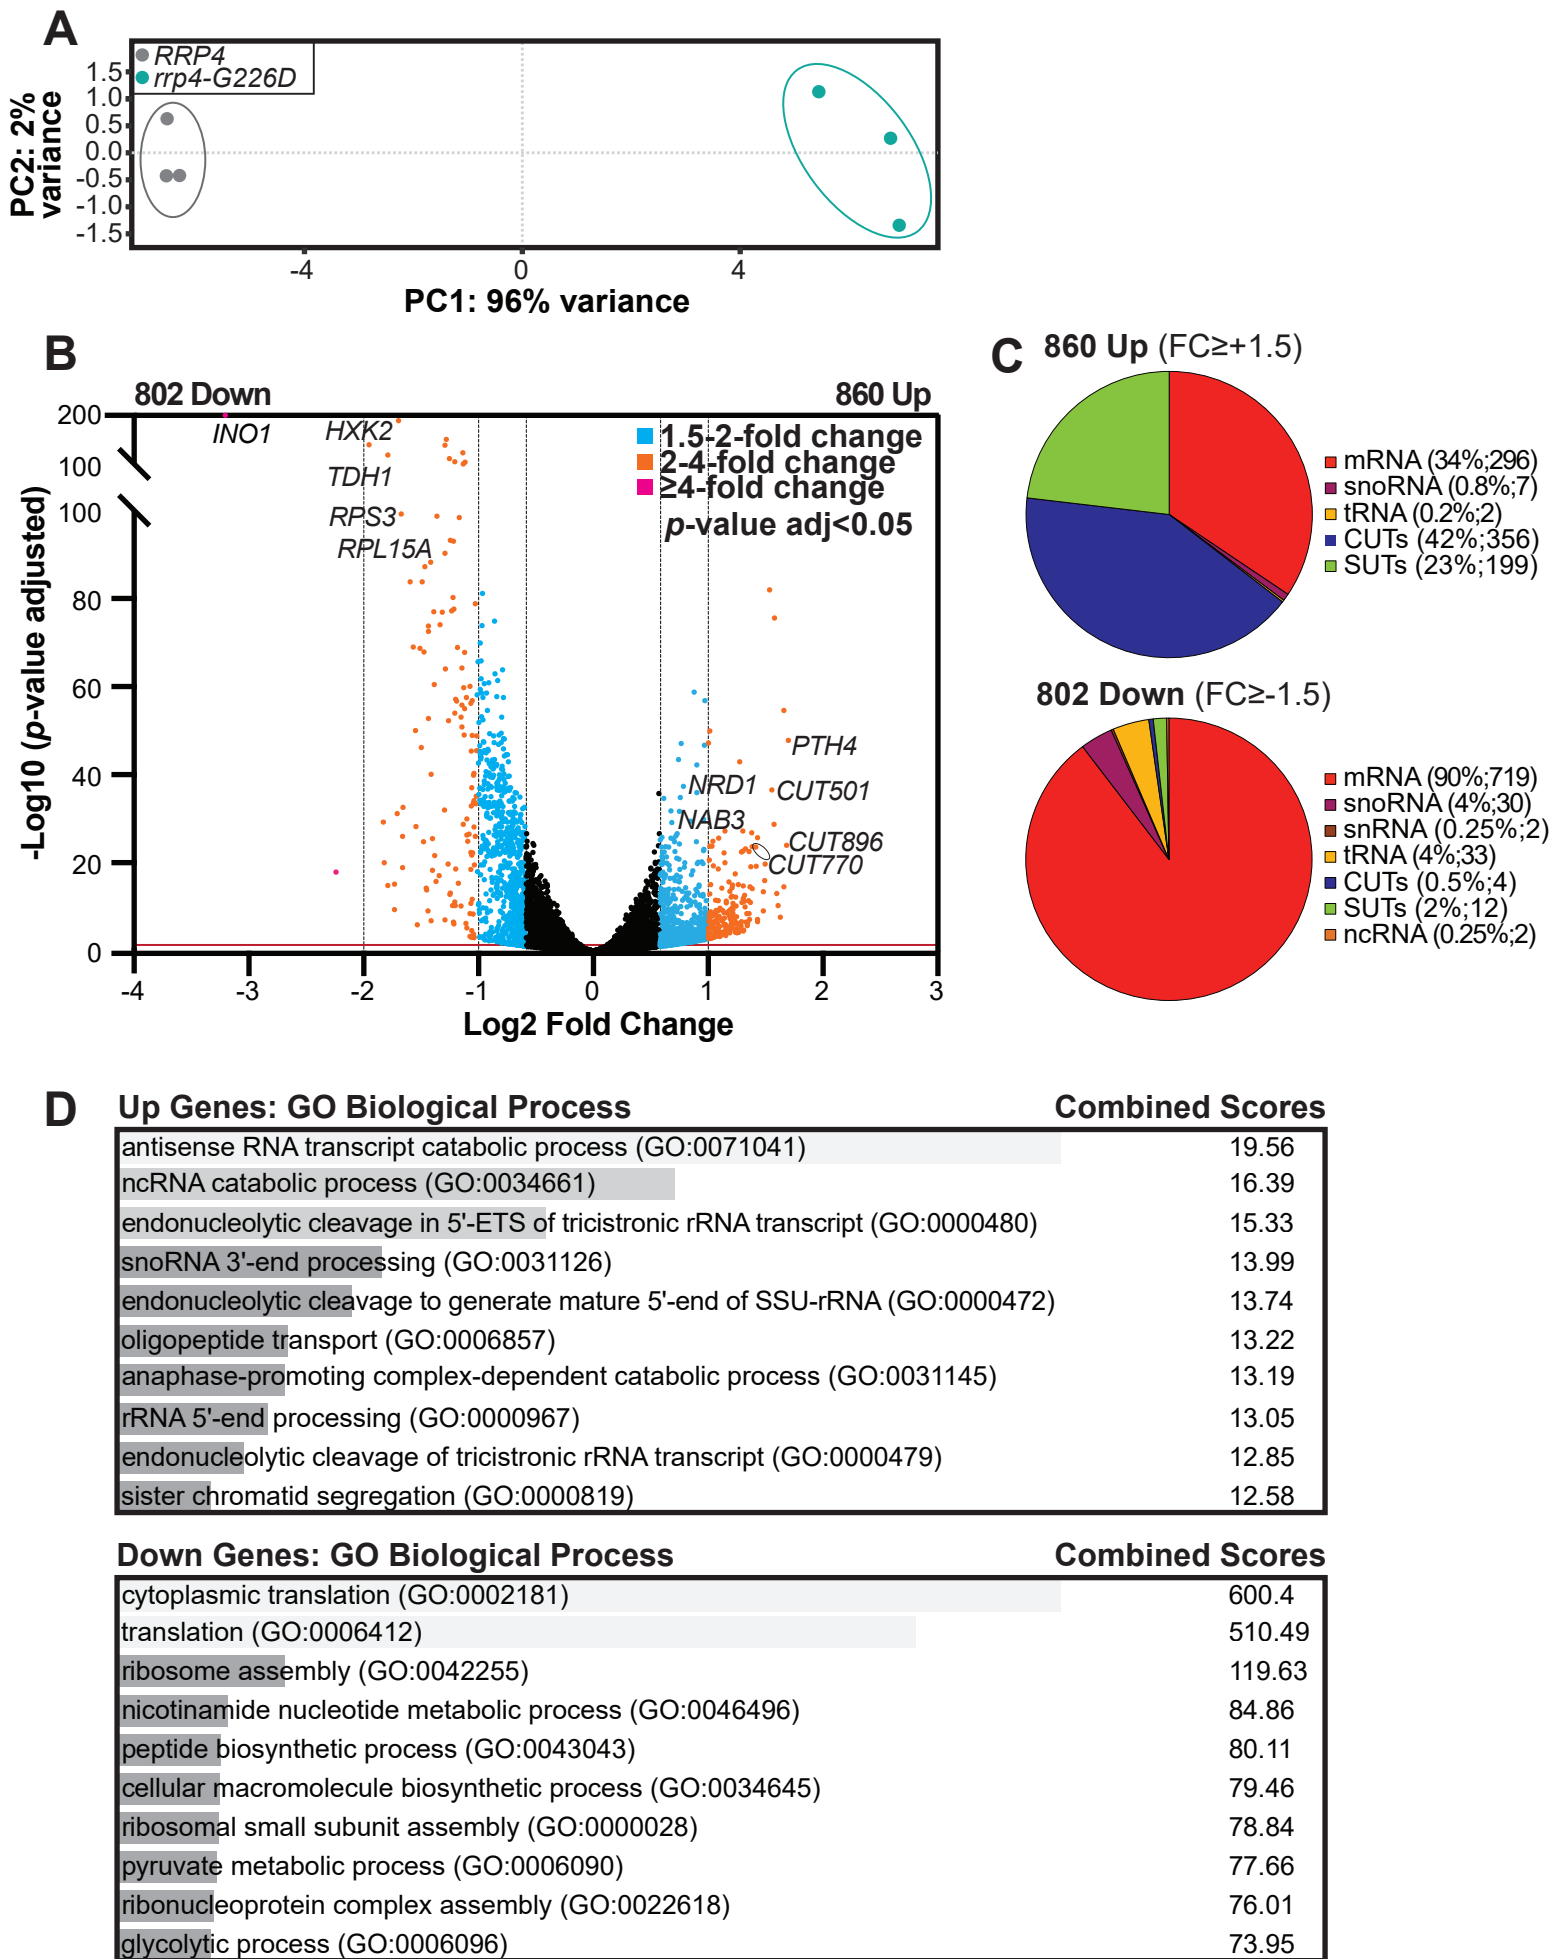 A
RRP4
rrp4-G226D
PC2: 2%
variance
1.5
1.0
0.5
0.0
-0.5
-1.0
-1.5
-4
0
4
PC1: 96% variance
B
802 Down
860 Up
200
100
100
80
60
40
20
0
-Log10 (p-value adjusted)
INO1
HXK2
TDH1
RPS3
RPL15A
1.5-2-fold change
2-4-fold change
≥4-fold change
p-value adj<0.05
PTH4
NRD1
CUT501
NAB3
CUT896
CUT770
-4
-3
-2
-1
0
1
2
3
Log2 Fold Change
C
860 Up (FC≥+1.5)
mRNA (34%;296)
snoRNA (0.8%;7)
tRNA (0.2%;2)
CUTs (42%;356)
SUTs (23%;199)
802 Down (FC≥-1.5)
mRNA (90%;719)
snoRNA (4%;30)
snRNA (0.25%;2)
tRNA (4%;33)
CUTs (0.5%;4)
SUTs (2%;12)
ncRNA (0.25%;2)
D
Up Genes: GO Biological Process Combined Scores
antisense RNA transcript catabolic process (GO:0071041) 19.56
ncRNA catabolic process (GO:0034661) 16.39
endonucleolytic cleavage in 5'-ETS of tricistronic rRNA transcript (GO:0000480) 15.33
snoRNA 3'-end processing (GO:0031126) 13.99
endonucleolytic cleavage to generate mature 5'-end of SSU-rRNA (GO:0000472) 13.74
oligopeptide transport (GO:0006857) 13.22
anaphase-promoting complex-dependent catabolic process (GO:0031145) 13.19
rRNA 5'-end processing (GO:0000967) 13.05
endonucleolytic cleavage of tricistronic rRNA transcript (GO:0000479) 12.85
sister chromatid segregation (GO:0000819) 12.58
Down Genes: GO Biological Process Combined Scores
cytoplasmic translation (GO:0002181) 600.4
translation (GO:0006412) 510.49
ribosome assembly (GO:0042255) 119.63
nicotinamide nucleotide metabolic process (GO:0046496) 84.86
peptide biosynthetic process (GO:0043043) 80.11
cellular macromolecule biosynthetic process (GO:0034645) 79.46
ribosomal small subunit assembly (GO:0000028) 78.84
pyruvate metabolic process (GO:0006090) 77.66
ribonucleoprotein complex assembly (GO:0022618) 76.01
glycolytic process (GO:0006096) 73.95